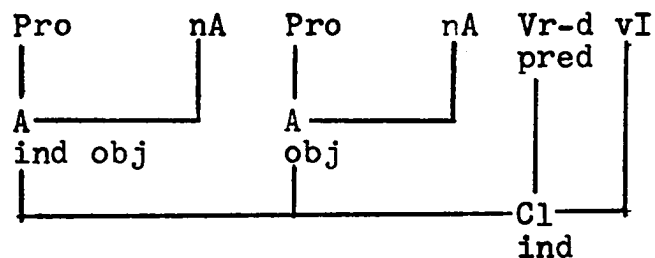 Pro nA Pro nA Vr-d vI
pred
A A
ind obj obj
Cl
ind